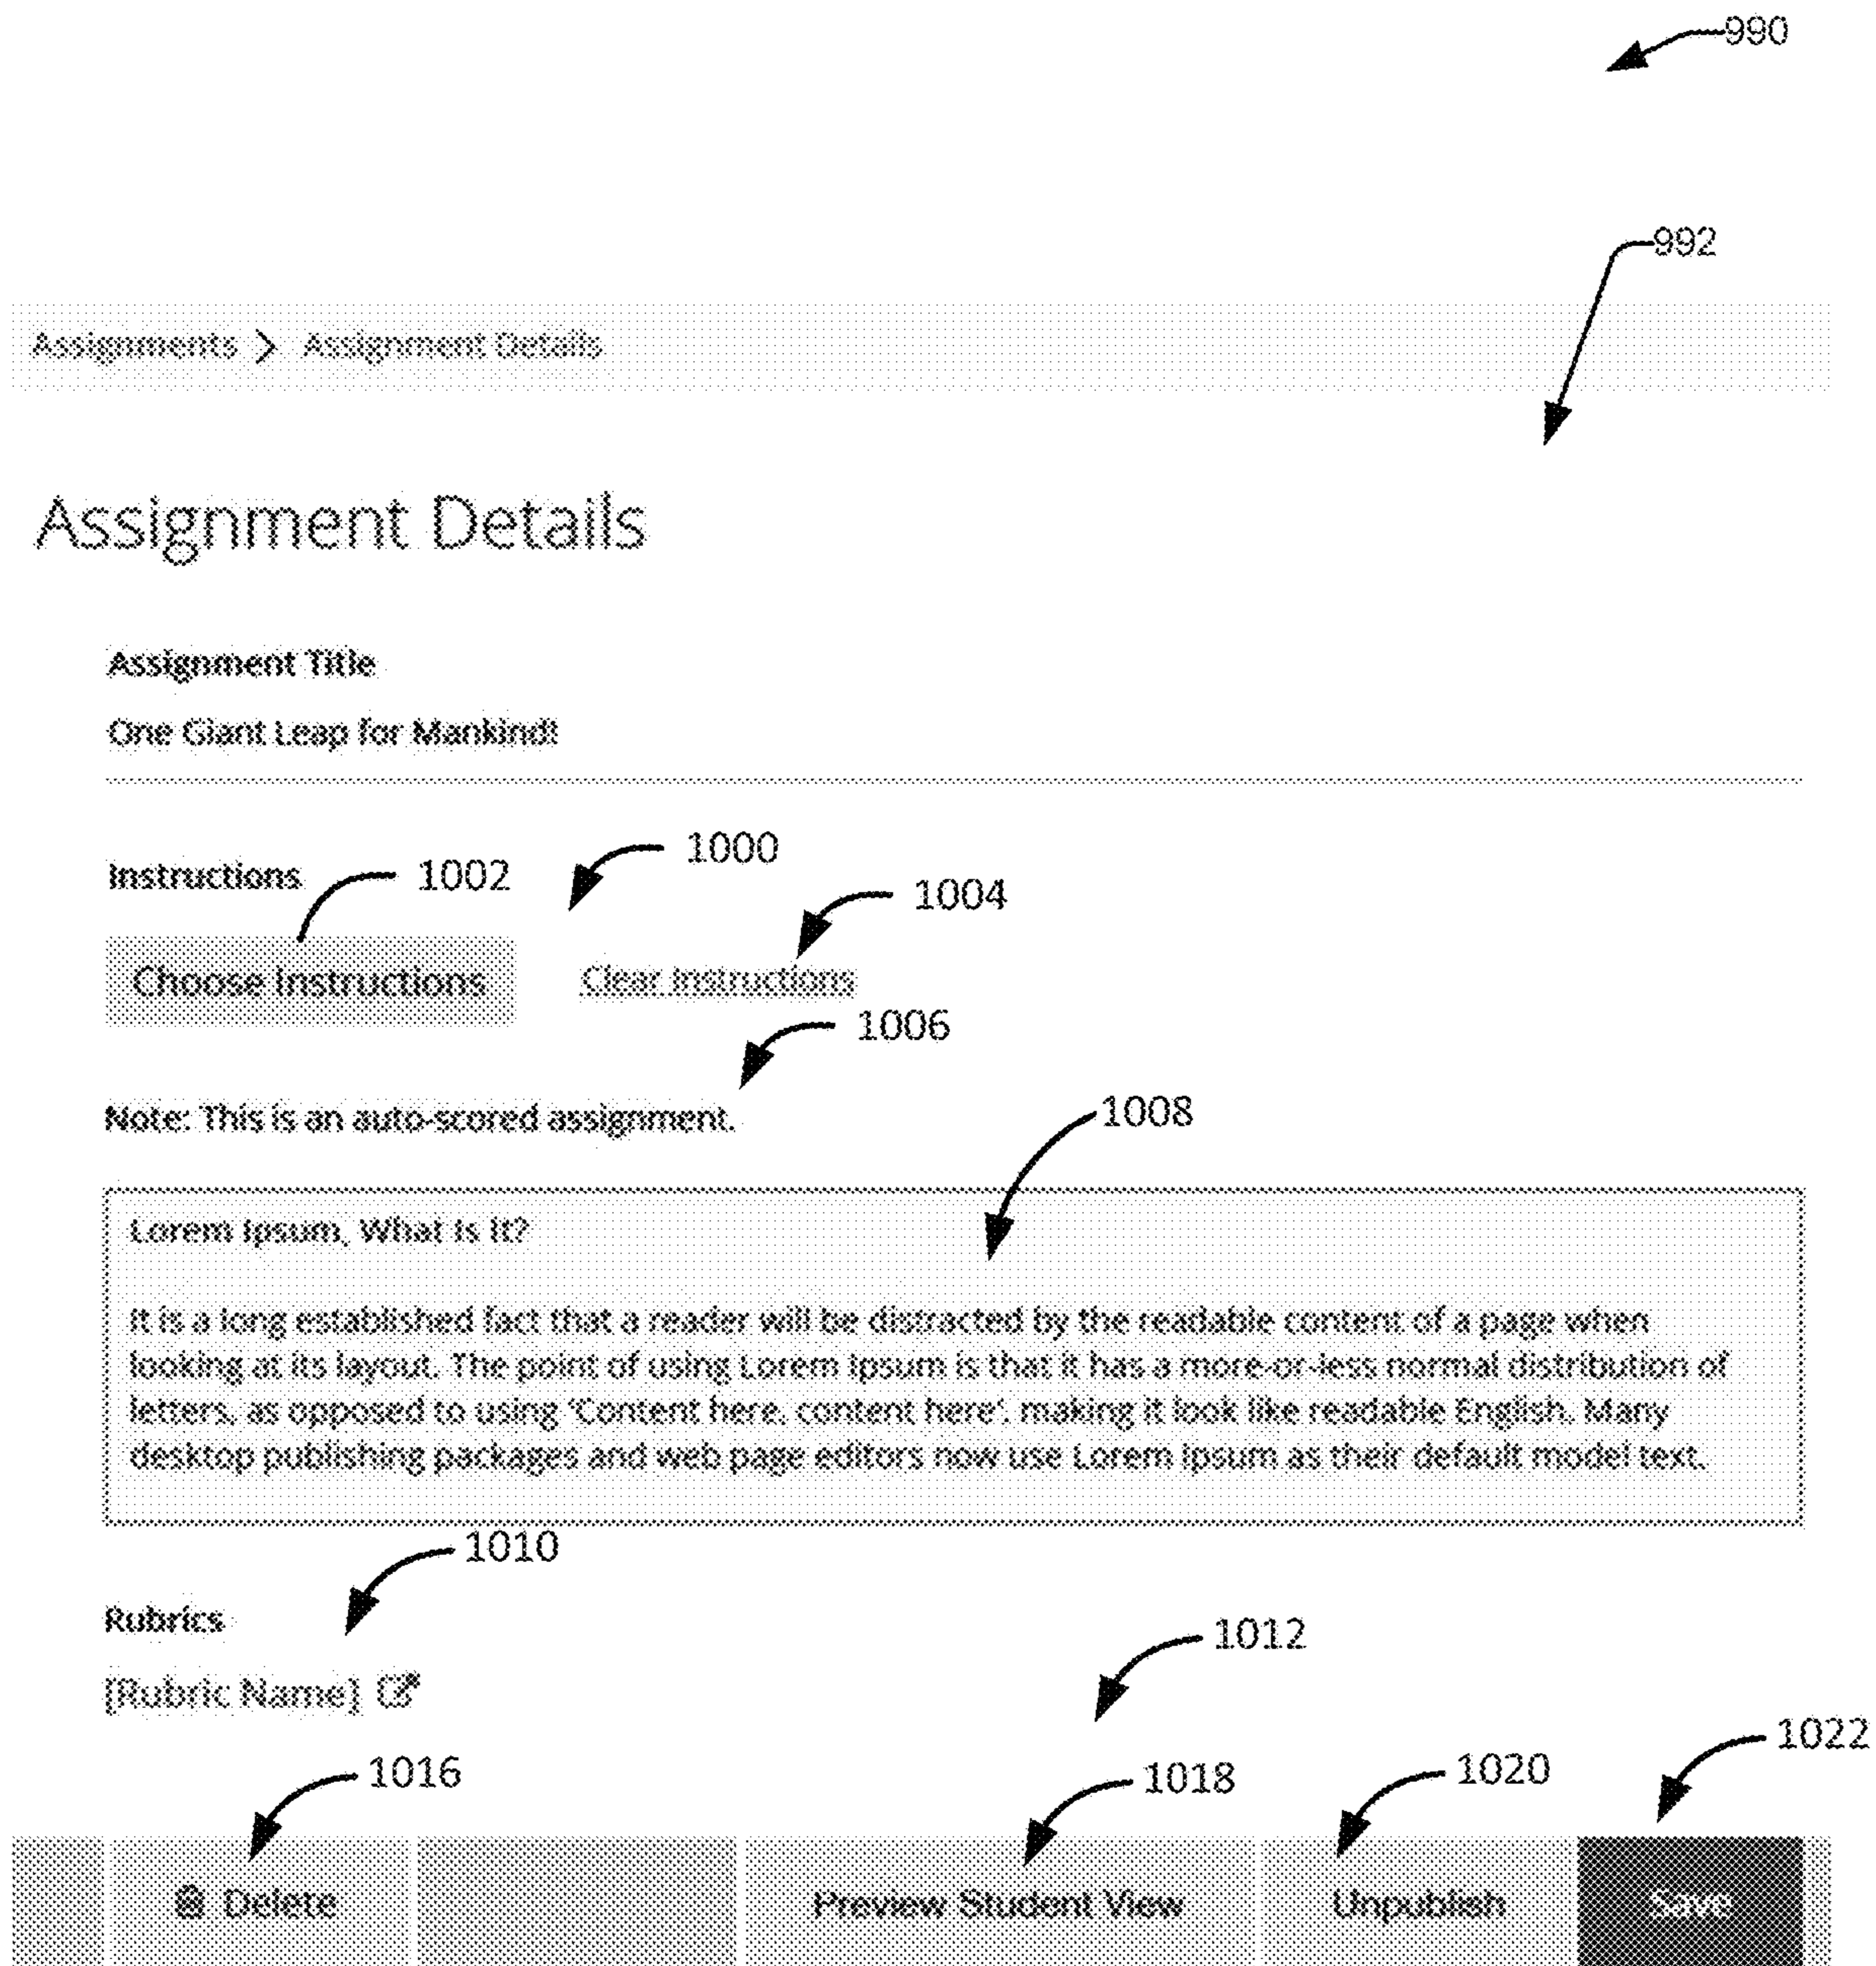 990
992
Assignments > Assignment Details
Assignment Details
Assignment Title
One Giant Leap for Mankind!
Instructions
1002
1000
1004
Choose Instructions
Clear Instructions
1006
Note: This is an auto-scored assignment.
1008
Lorem Ipsum, What Is It?
It is a long established fact that a reader will be distracted by the readable content of a page when
looking at its layout. The point of using Lorem Ipsum is that it has a more-or-less normal distribution of
letters, as opposed to using 'Content here, content here', making it look like readable English. Many
desktop publishing packages and web page editors now use Lorem Ipsum as their default model text.
1010
Rubrics
1012
[Rubric Name]
1022
1016
1018
1020
Delete
Preview Student View
Unpublish
Save